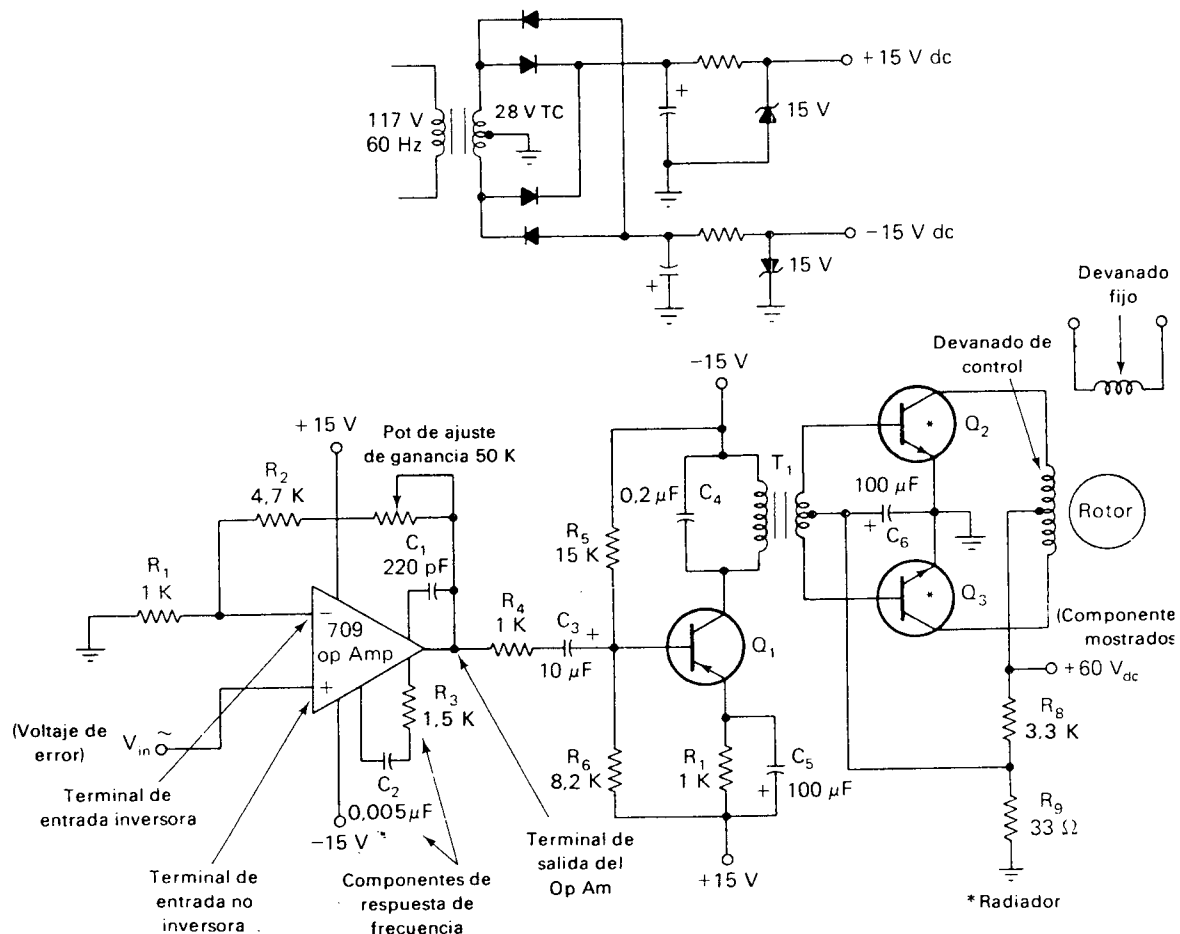 +15 V dc
117 V
60 Hz
28 V TC
15 V
−15 V dc
15 V
Devanado
fijo
Devanado de
control
−15 V
+15 V
Pot de ajuste
de ganancia 50 K
R2
4,7 K
C1
220 pF
R1
1 K
−
709
op Amp
+
R4
1 K
C3
+
10 µF
R3
1,5 K
C2
0,005 µF
−15 V
(Voltaje de
error)
Vin
~
Terminal de
entrada inversora
Terminal de
entrada no
inversora
Componentes de
respuesta de
frecuencia
Terminal de
salida del
Op Am
R5
15 K
0,2 µF
C4
T1
Q1
R6
8,2 K
R1
1 K
C5
100 µF
+
+15 V
*
Q2
100 µF
+
C6
*
Q3
Rotor
(Componente
mostrados
+60 Vdc
R8
3,3 K
R9
33 Ω
*Radiador